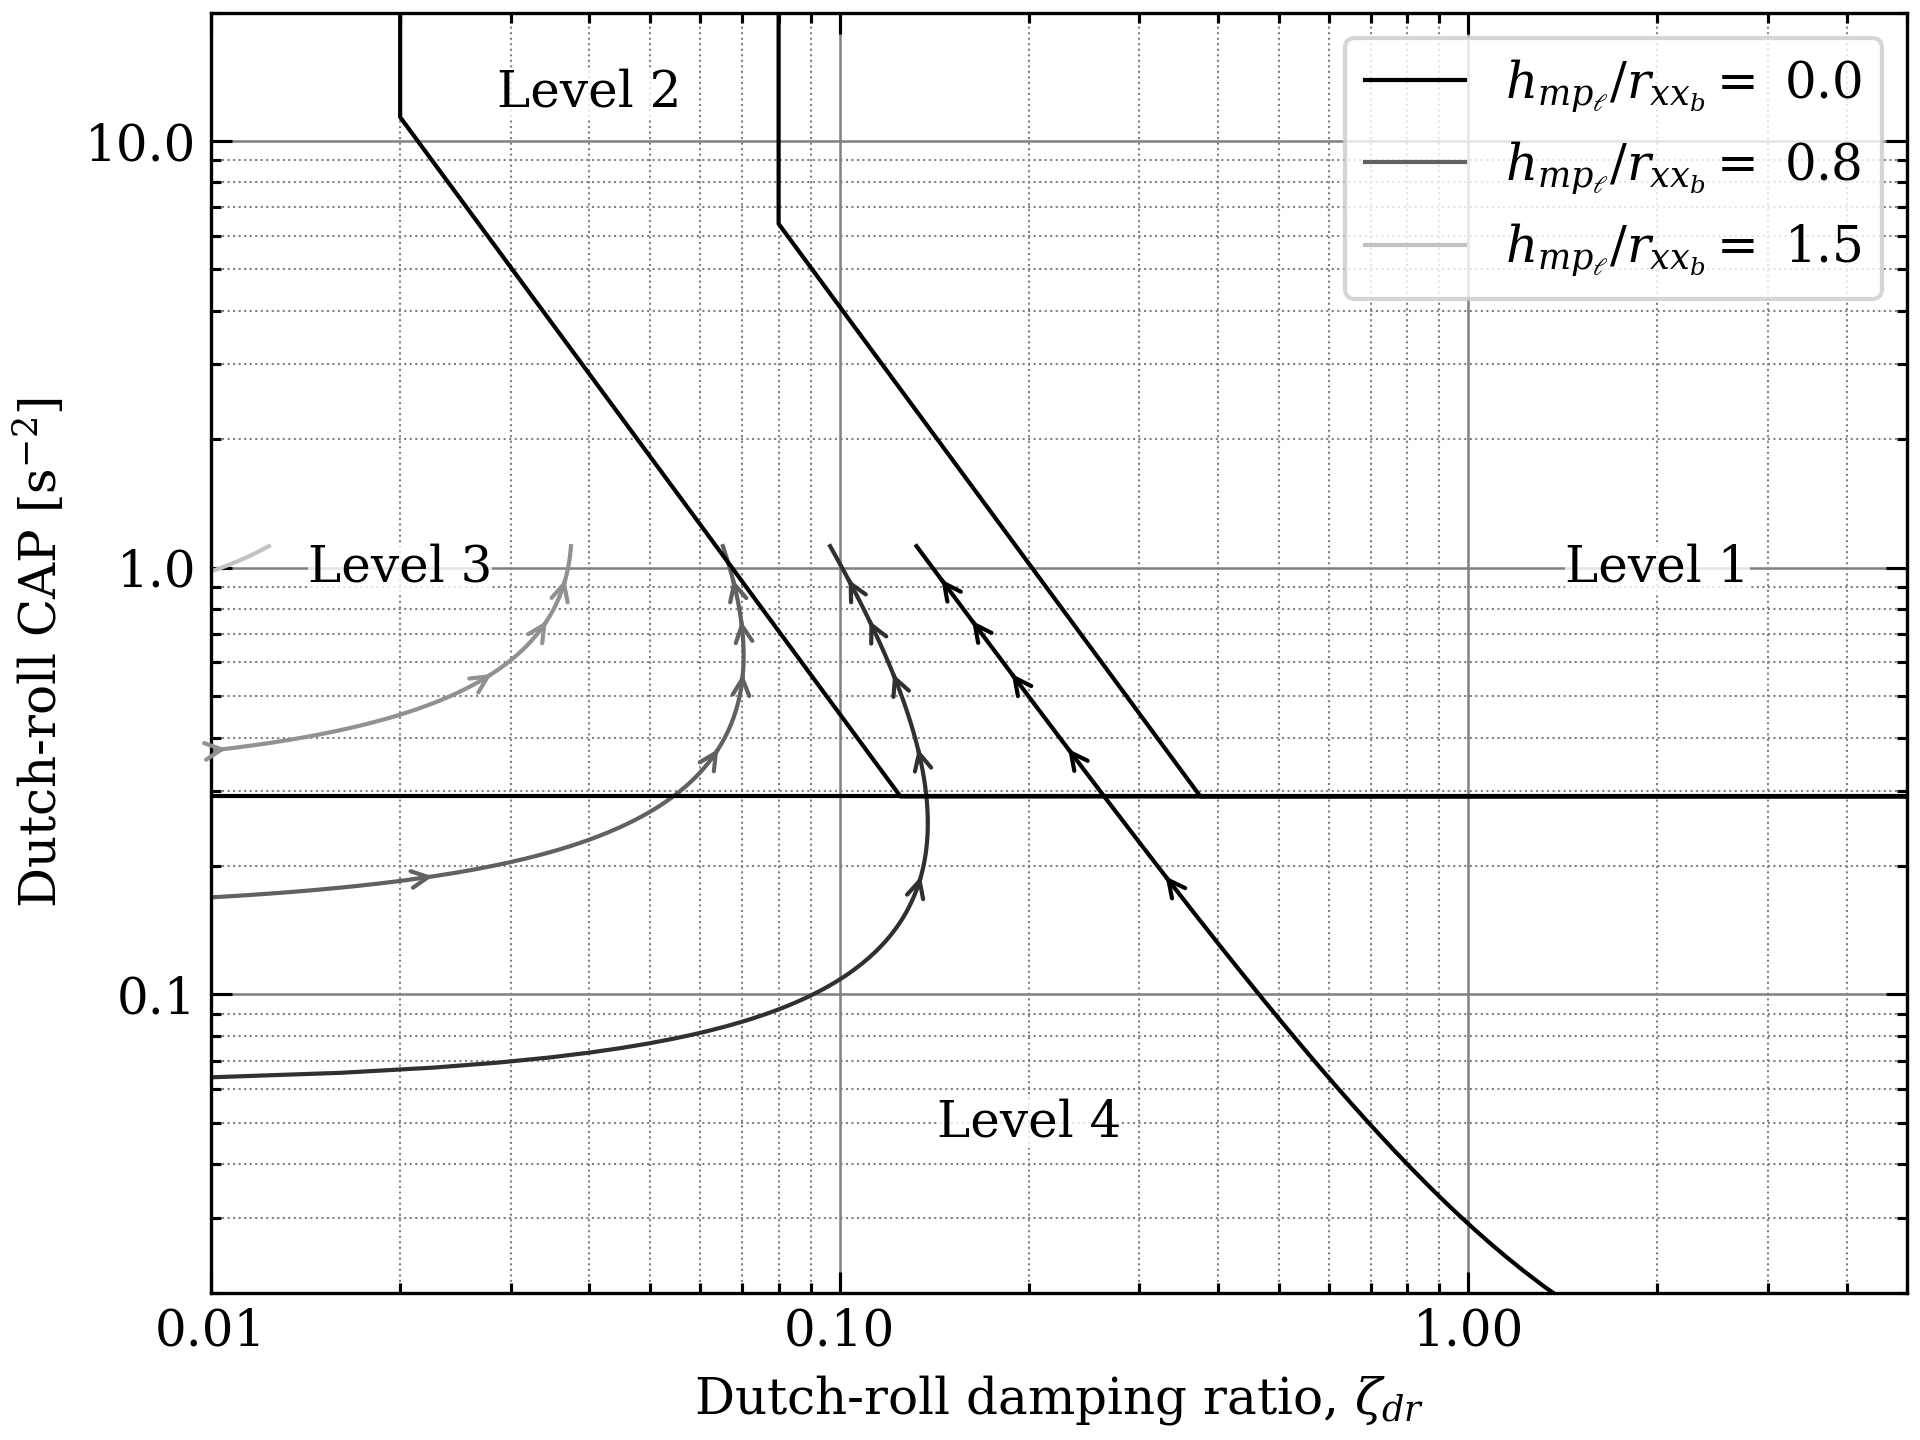 Level 2
h_{mp_ℓ}/r_{xx_b} = 0.0
h_{mp_ℓ}/r_{xx_b} = 0.8
h_{mp_ℓ}/r_{xx_b} = 1.5
10.0
1.0
0.1
Level 3
Level 1
Level 4
Dutch-roll CAP [s⁻²]
0.01
0.10
1.00
Dutch-roll damping ratio, ζ_{dr}